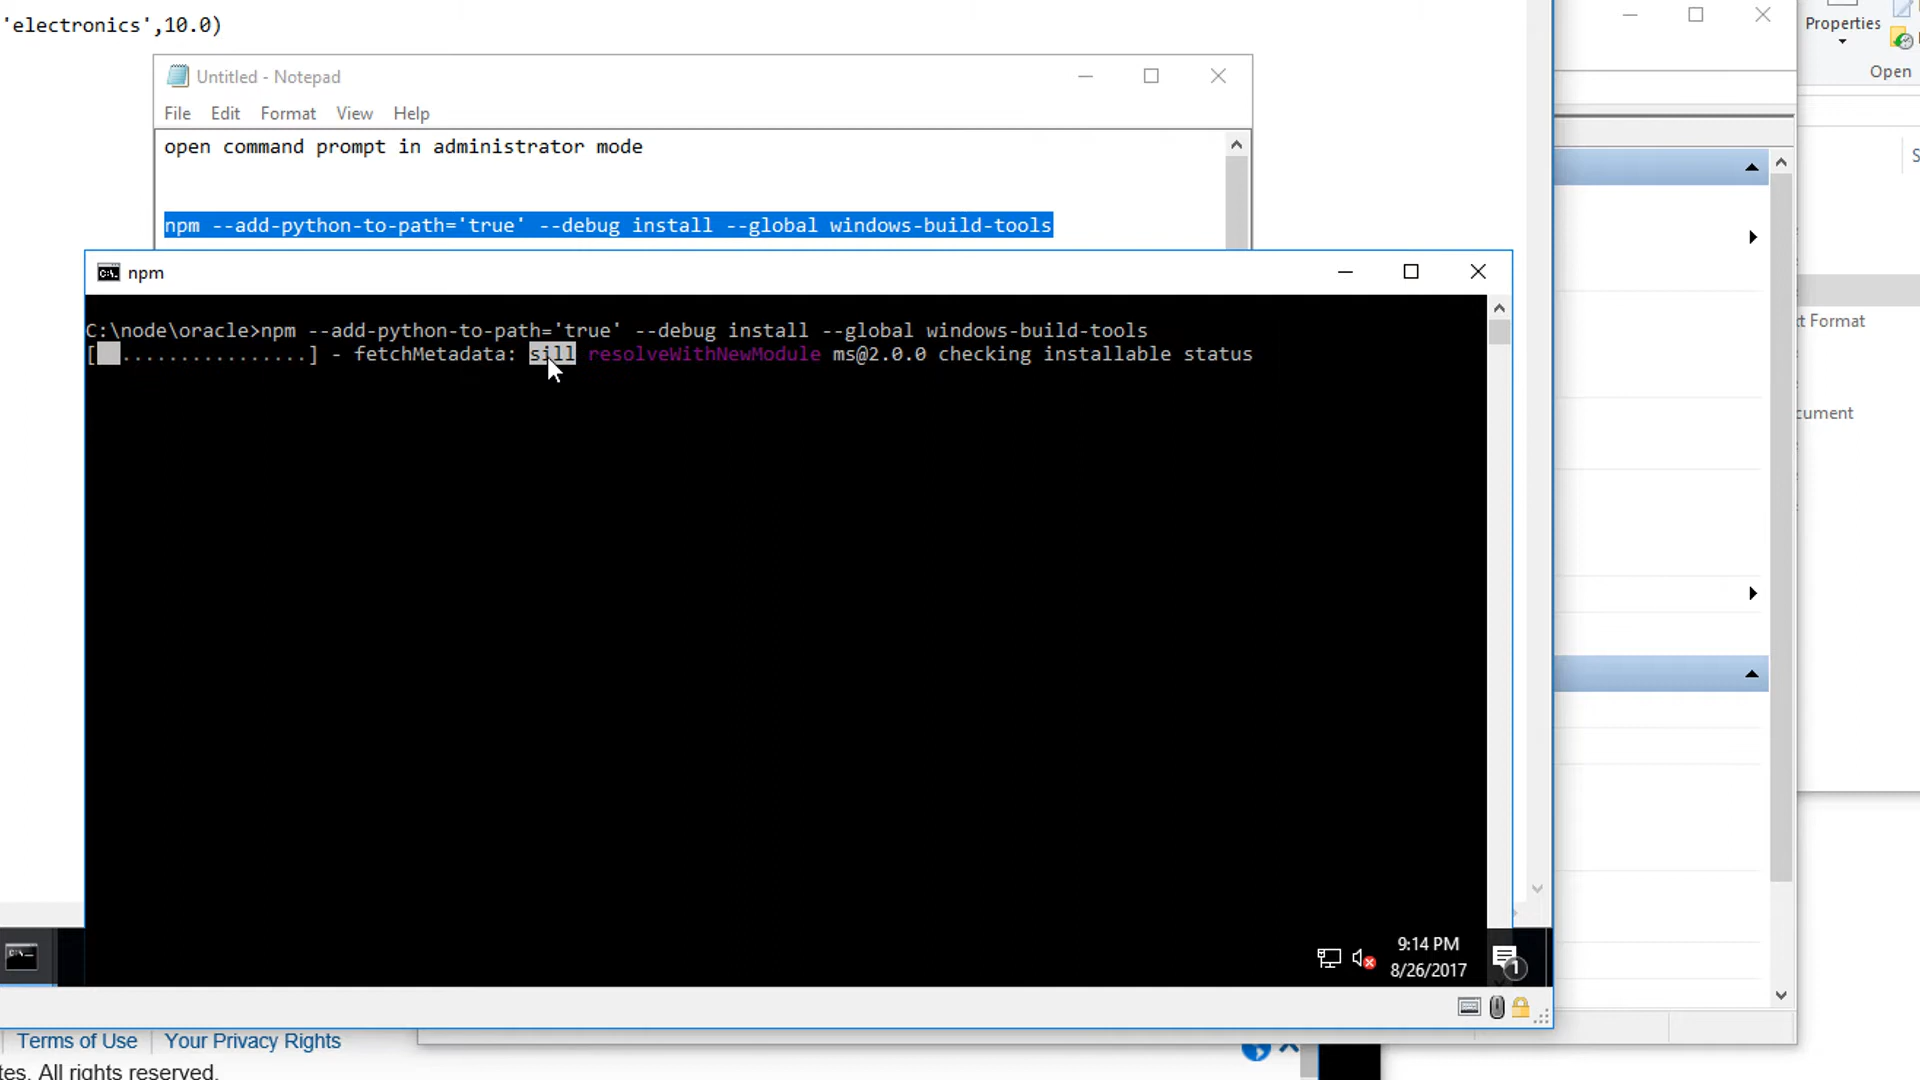 'electronics',10.0)
Properties
Open
Untitled - Notepad
File Edit Format View Help
open command prompt in administrator mode
npm --add-python-to-path='true' --debug install --global windows-build-tools
npm
C:\node\oracle>npm --add-python-to-path='true' --debug install --global windows-build-tools
[ ................] - fetchMetadata: sill resolveWithNewModule ms@2.0.0 checking installable status
t Format
cument
9:14 PM
8/26/2017
1
Terms of Use Your Privacy Rights
tes. All rights reserved.